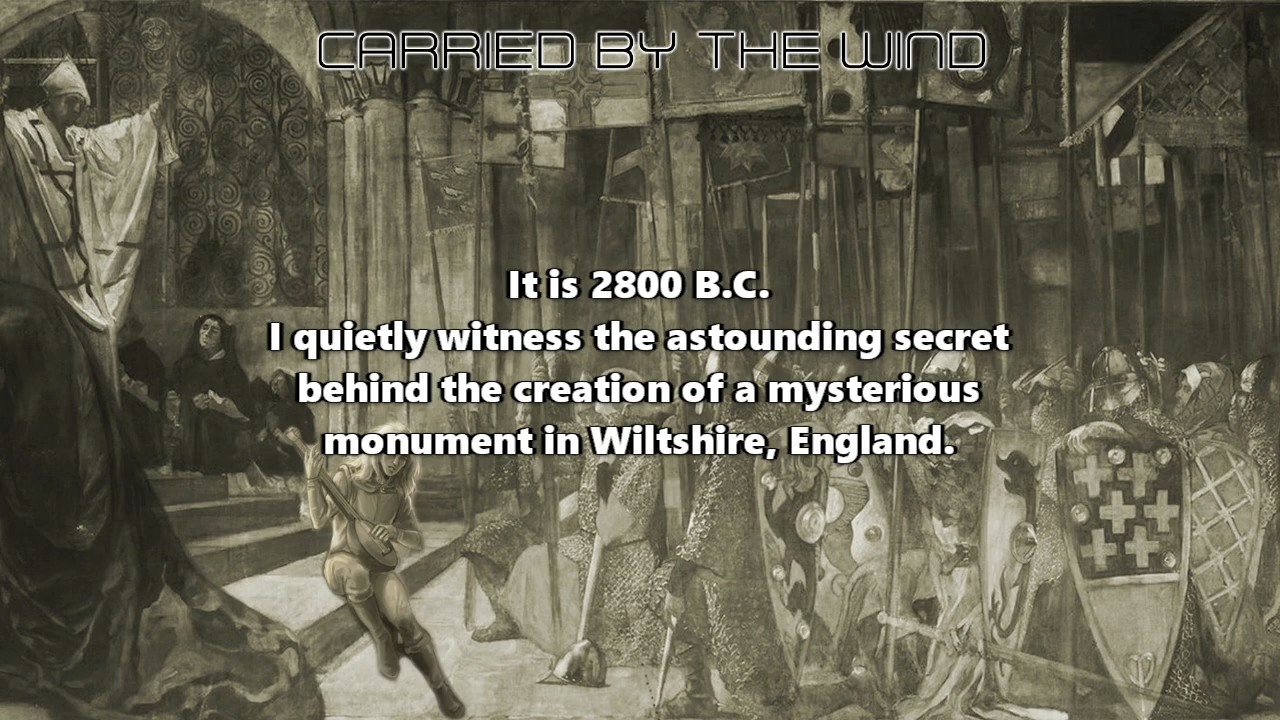 CARRIED BY THE WIND
It is 2800 B.C.
I quietly witness the astounding secret
behind the creation of a mysterious
monument in Wiltshire, England.